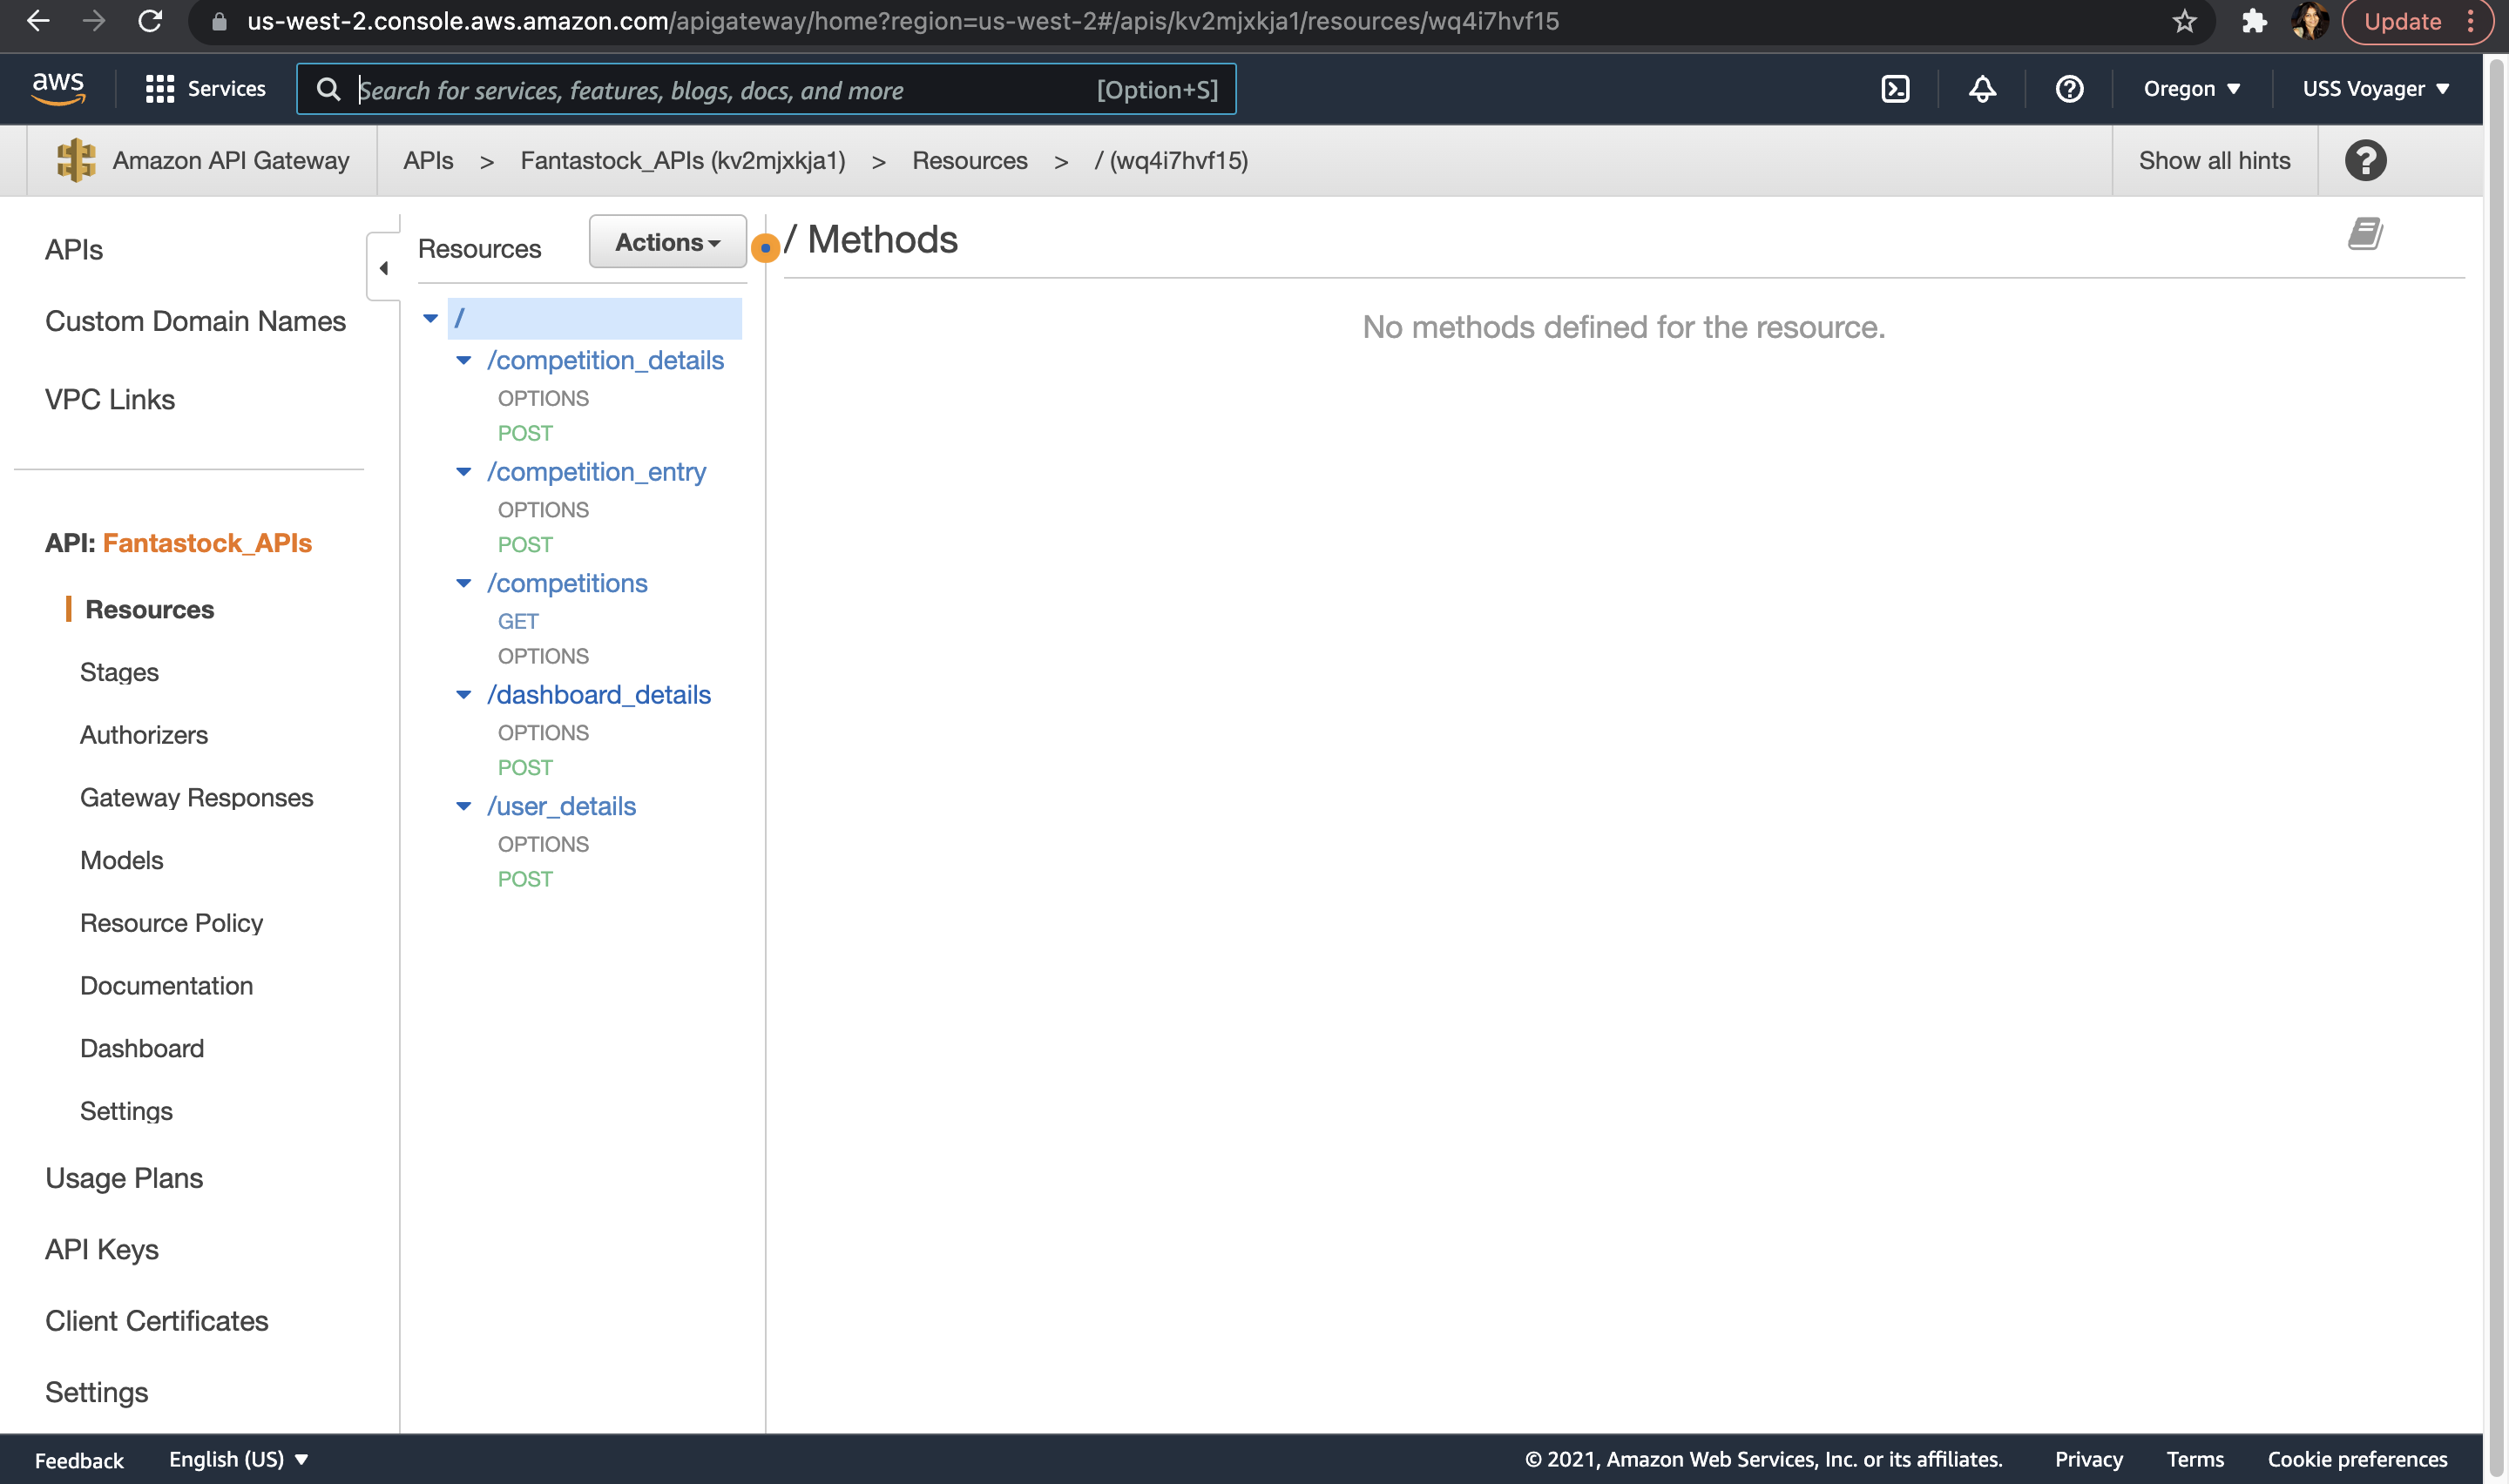 us-west-2.console.aws.amazon.com/apigateway/home?region=us-west-2#/apis/kv2mjxkja1/resources/wq4i7hvf15
Update
aws
Services
Search for services, features, blogs, docs, and more
[Option+S]
Oregon
USS Voyager
Amazon API Gateway
APIs > Fantastock_APIs (kv2mjxkja1) > Resources > / (wq4i7hvf15)
Show all hints
APIs
Custom Domain Names
VPC Links
API: Fantastock_APIs
Resources
Stages
Authorizers
Gateway Responses
Models
Resource Policy
Documentation
Dashboard
Settings
Usage Plans
API Keys
Client Certificates
Settings
Resources
Actions
/
/competition_details
OPTIONS
POST
/competition_entry
OPTIONS
POST
/competitions
GET
OPTIONS
/dashboard_details
OPTIONS
POST
/user_details
OPTIONS
POST
/ Methods
No methods defined for the resource.
Feedback
English (US)
© 2021, Amazon Web Services, Inc. or its affiliates.
Privacy
Terms
Cookie preferences